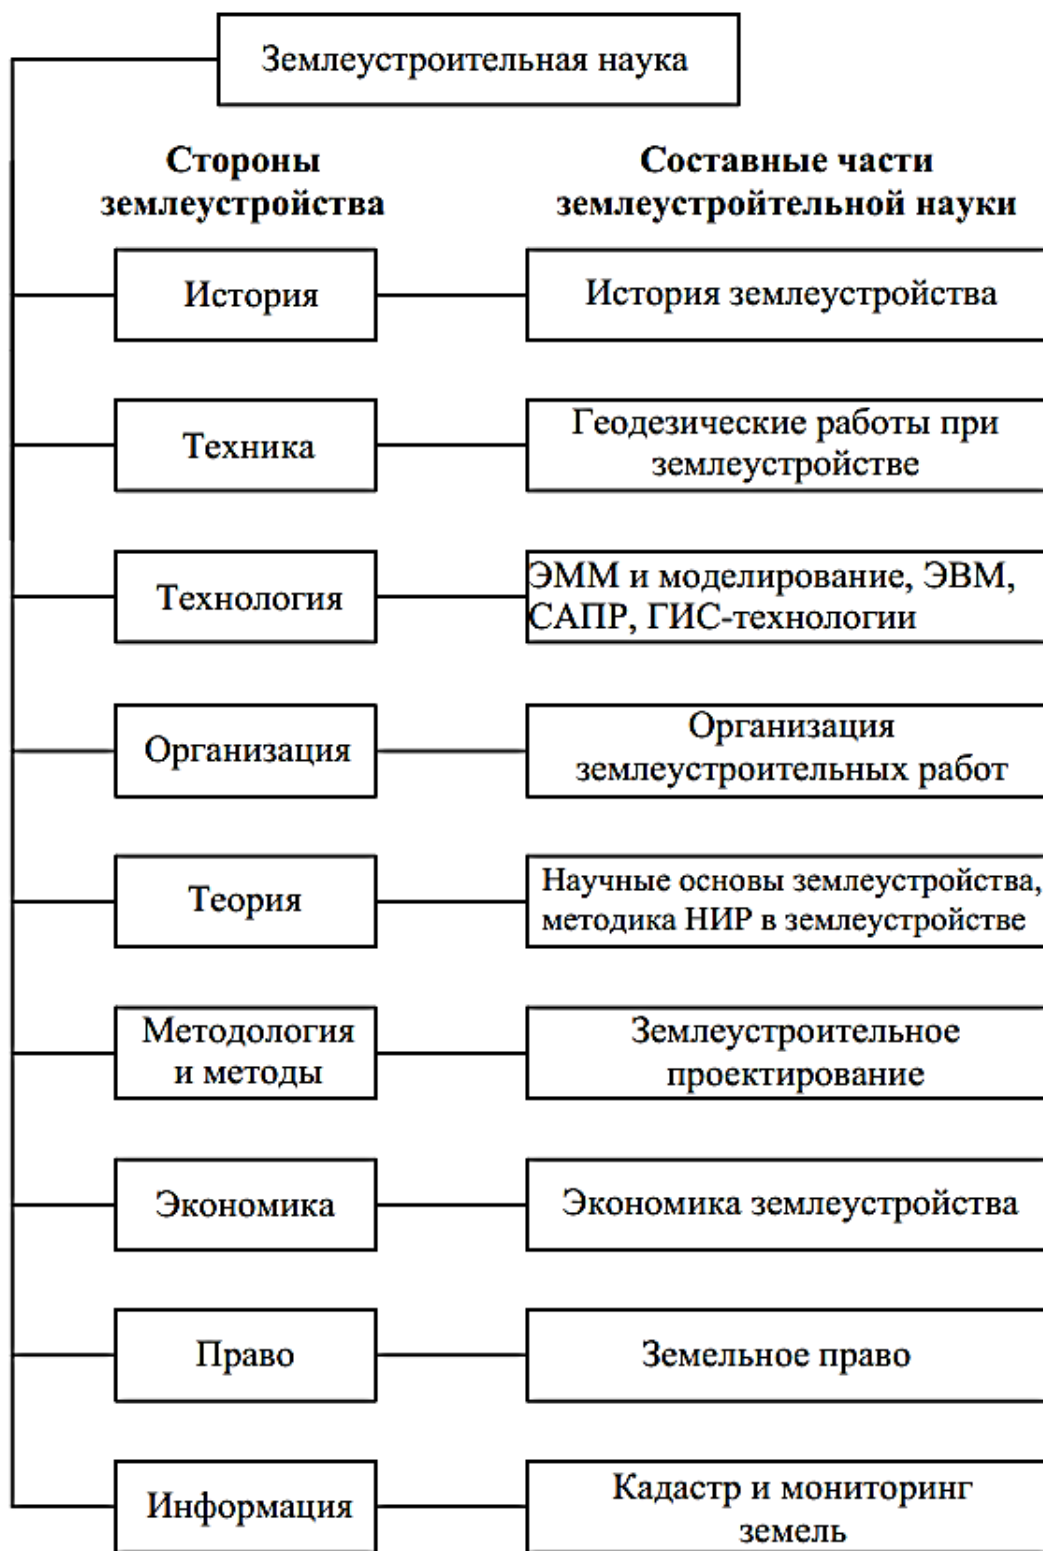 Землеустроительная наука
Стороны
землеустройства
Составные части
землеустройтельной науки
История
История землеустройства
Техника
Геодезические работы при
землеустройстве
Технология
ЭММ и моделирование, ЭВМ,
САПР, ГИС-технологии
Организация
Организация
землеустроительных работ
Теория
Научные основы землеустройства,
методика НИР в землеустройстве
Методология
и методы
Землеустроительное
проектирование
Экономика
Экономика землеустройства
Право
Земельное право
Информация
Кадастр и мониторинг
земель